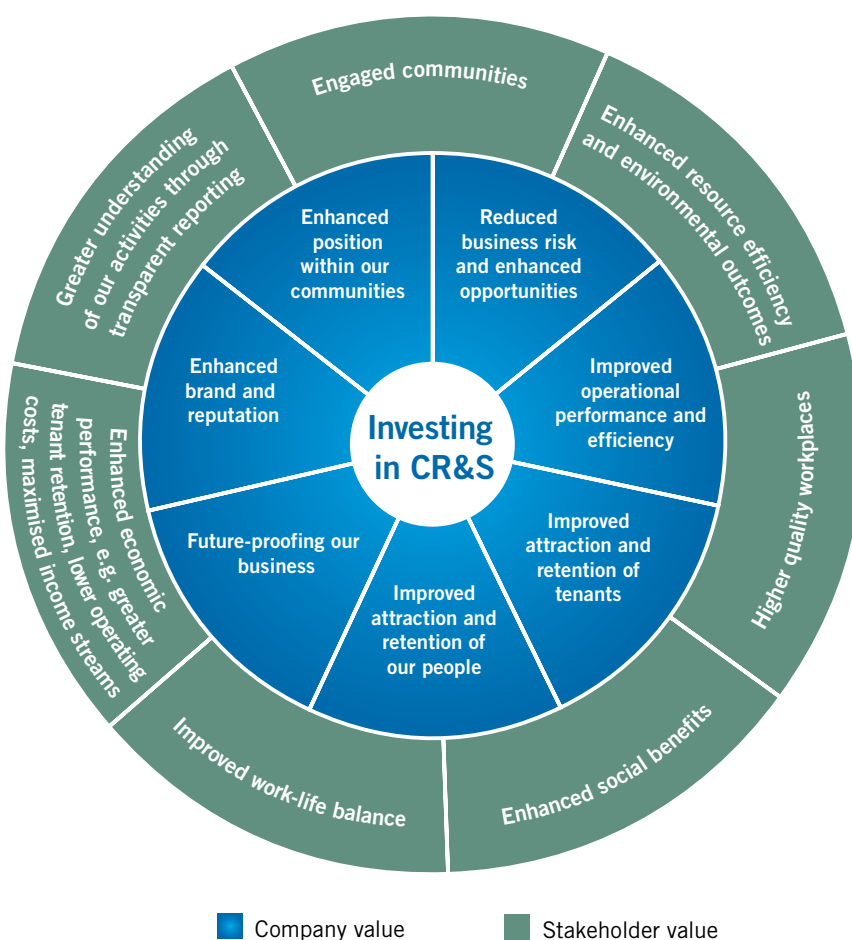 Engaged communities
Enhanced resource efficiency
and environmental outcomes
Higher quality workplaces
Enhanced social benefits
Improved work-life balance
Enhanced economic
performance, e.g. greater
tenant retention, lower operating
costs, maximised income streams
Greater understanding
of our activities through
transparent reporting
Enhanced
position
within our
communities
Reduced
business risk
and enhanced
opportunities
Improved
operational
performance and
efficiency
Improved
attraction and
retention of
tenants
Improved
attraction and
retention of
our people
Future-proofing our
business
Enhanced
brand and
reputation
Investing
in CR&S
Company value
Stakeholder value